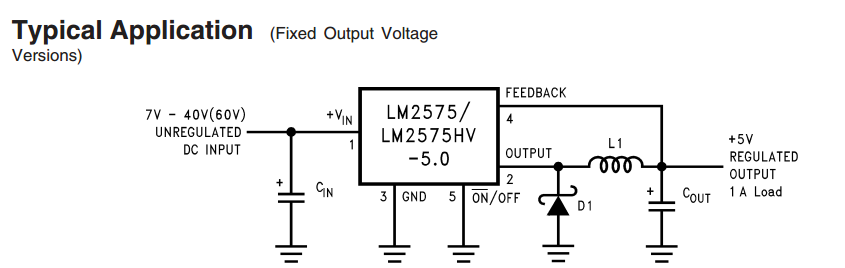 Typical Application (Fixed Output Voltage
Versions)
FEEDBACK
7V – 40V(60V)
UNREGULATED
DC INPUT
+VIN
1
LM2575/
LM2575HV
-5.0
4
OUTPUT
2
L1
+5V
REGULATED
OUTPUT
1 A Load
+
CIN
3
GND
5
ON/OFF
D1
+
COUT